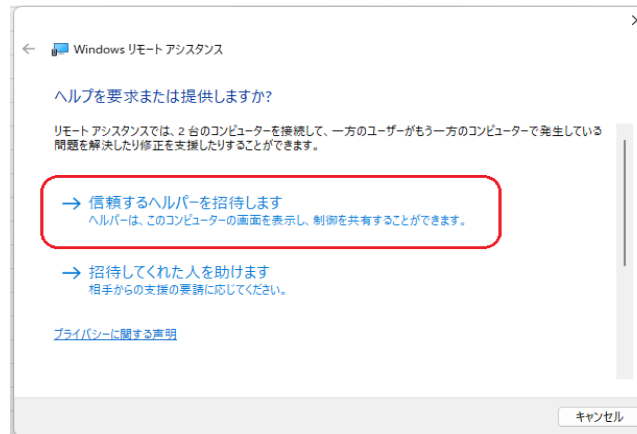 Windows リモート アシスタンス
ヘルプを要求または提供しますか?
リモート アシスタンスでは、2 台のコンピューターを接続して、一方のユーザーがもう一方のコンピューターで発生している
問題を解決したり修正を支援したりすることができます。
→ 信頼するヘルパーを招待します
ヘルパーは、このコンピューターの画面を表示し、制御を共有することができます。
→ 招待してくれた人を助けます
相手からの支援の要請に応じてください。
プライバシーに関する声明
キャンセル